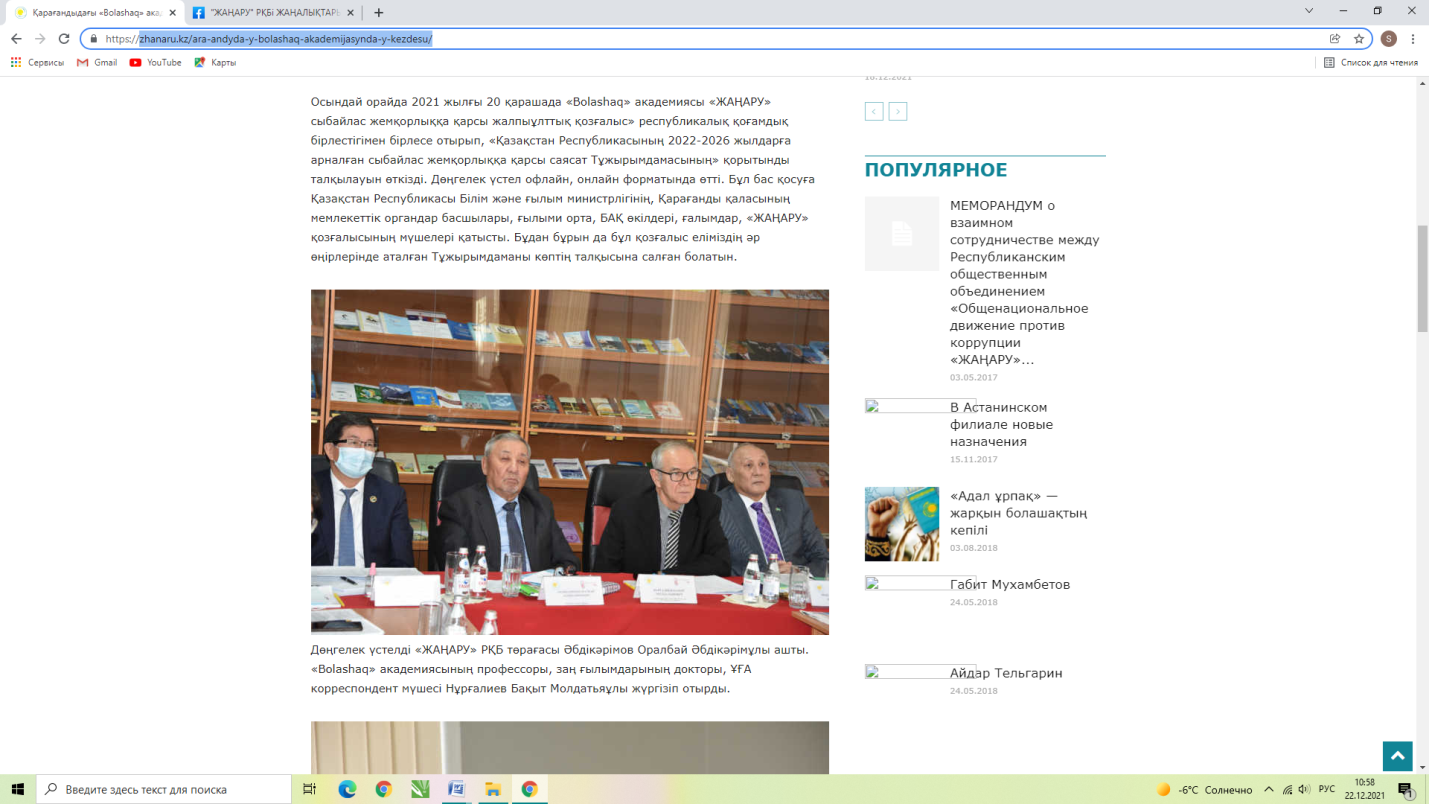 Қарағандыдағы «Bolashaq» ака
"ЖАҢАРУ" РҚБі ЖАҢАЛЫҚТАРЫ
https://zhanaru.kz/ara-andyda-y-bolashaq-akademijasynda-y-kezdesu/
S
Сервисы
Gmail
YouTube
Карты
Список для чтения
Осындай орайда 2021 жылғы 20 қарашада «Bolashaq» академиясы «ЖАҢАРУ»
сыбайлас жемқорлыққа қарсы жалпыұлттық қозғалыс» республикалық қоғамдық
бірлестігімен бірлесе отырып, «Қазақстан Республикасының 2022-2026 жылдарға
арналған сыбайлас жемқорлыққа қарсы саясат Тұжырымдамасының» қорытынды
талқылауын өткізді. Дөңгелек үстел офлайн, онлайн форматында өтті. Бұл бас қосуға
Қазақстан Республикасы Білім және ғылым министрлігінің, Қарағанды қаласының
мемлекеттік органдар басшылары, ғылыми орта, БАҚ өкілдері, ғалымдар, «ЖАҢАРУ»
қозғалысының мүшелері қатысты. Бұдан бұрын да бұл қозғалыс еліміздің әр
өңірлерінде аталған Тұжырымдаманы көптің талқысына салған болатын.
Дөңгелек үстелді «ЖАҢАРУ» РҚБ төрағасы Әбдікәрімов Оралбай Әбдікәрімұлы ашты.
«Bolashaq» академиясының профессоры, заң ғылымдарының докторы, ҰҒА
корреспондент мүшесі Нұрғалиев Бақыт Молдатьяұлы жүргізіп отырды.
16.12.2021
ПОПУЛЯРНОЕ
МЕМОРАНДУМ о
взаимном
сотрудничестве между
Республиканским
общественным
объединением
«Общенациональное
движение против
коррупции
«ЖАҢАРУ»...
03.05.2017
В Астанинском
филиале новые
назначения
15.11.2017
«Адал ұрпақ» —
жарқын болашақтың
кепілі
03.08.2018
Габит Мухамбетов
24.05.2018
Айдар Тельгарин
24.05.2018
Введите здесь текст для поиска
-6°C Солнечно
РУС
10:58
22.12.2021
1